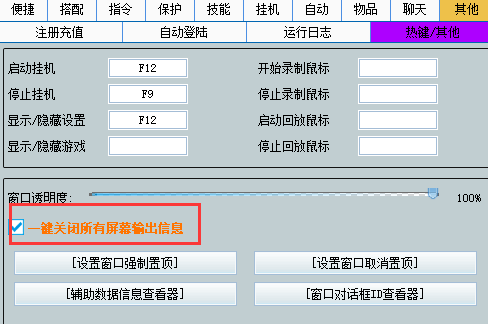 便捷 搭配 指令 保护 技能 挂机 自动 物品 聊天 其他
注册充值 自动登陆 运行日志 热键/其他
启动挂机 F12 开始录制鼠标
停止挂机 F9 停止录制鼠标
显示/隐藏设置 F12 启动回放鼠标
显示/隐藏游戏 停止回放鼠标
窗口透明度: 100%
一键关闭所有屏幕输出信息
[设置窗口强制置顶] [设置窗口取消置顶]
[辅助数据信息查看器] [窗口对话框ID查看器]